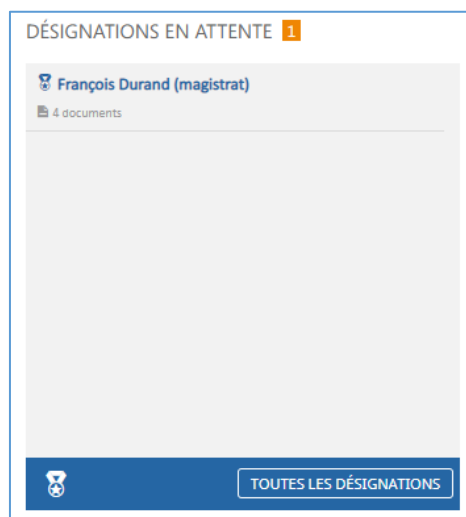 DÉSIGNATIONS EN ATTENTE 1
François Durand (magistrat)
4 documents
TOUTES LES DÉSIGNATIONS